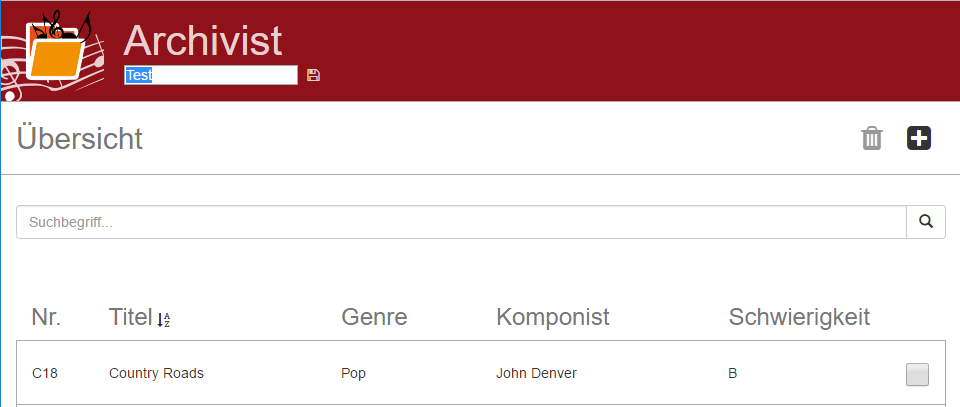 Archivist
Test
Übersicht
Suchbegriff...
Nr. Titel Genre Komponist Schwierigkeit
C18 Country Roads Pop John Denver B